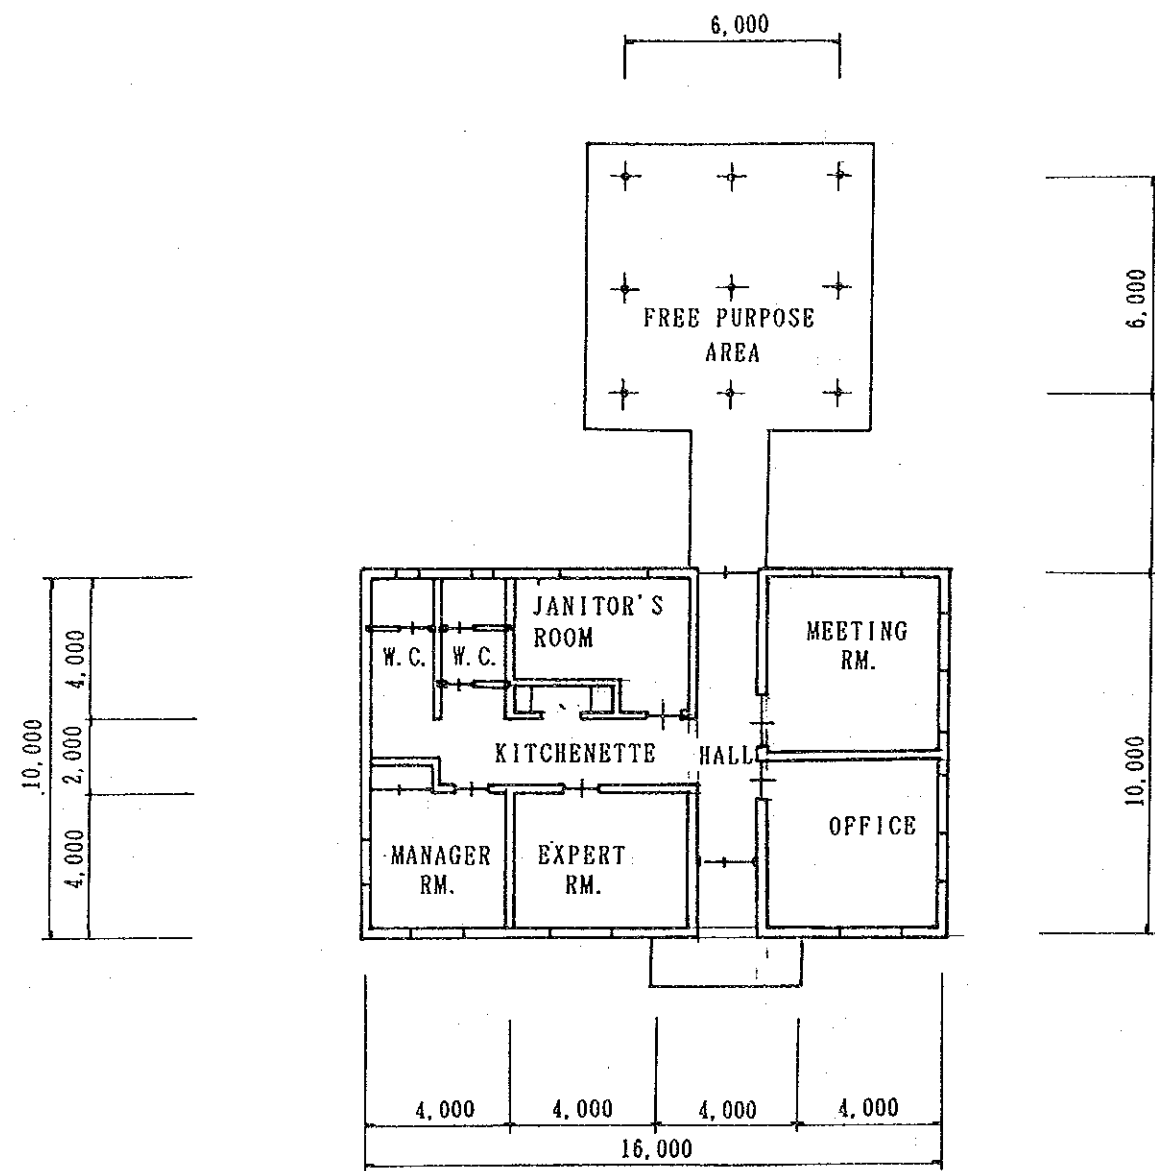 6,000
6,000
FREE PURPOSE
AREA
JANITOR'S
ROOM
MEETING
RM.
W.C.
W.C.
4,000
10,000
2,000
KITCHENETTE
HALL
10,000
4,000
OFFICE
MANAGER
RM.
EXPERT
RM.
4,000
4,000
4,000
4,000
16,000